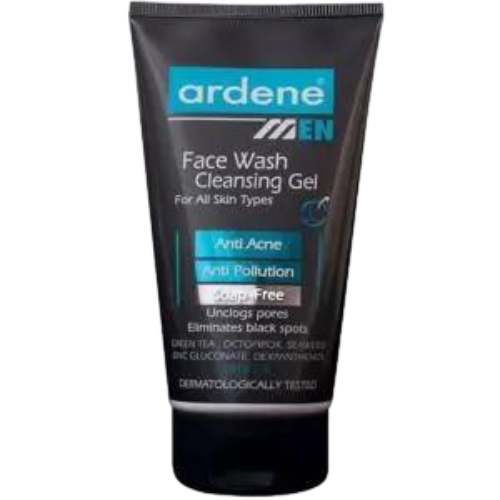 ardene®
MEN
Face Wash
Cleansing Gel
For All Skin Types
Anti Acne
Anti Pollution
Soap-Free
Unclogs pores
Eliminates black spots
GREEN TEA, OCTOPIROX, SEAWEED
ZINC GLUCONATE, DEXPANTHENOL
DERMATOLOGICALLY TESTED